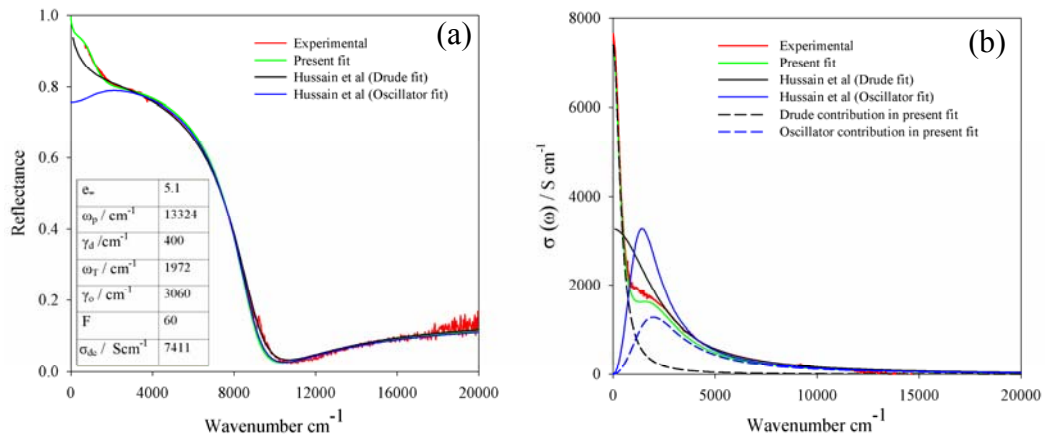 (a)
Experimental
Present fit
Hussain et al (Drude fit)
Hussain et al (Oscillator fit)
Reflectance
1.0
0.8
0.6
0.4
0.2
0.0
e∞ 5.1
ωp / cm-1 13324
γd /cm-1 400
ωT / cm-1 1972
γo / cm-1 3060
F 60
σdc / Scm-1 7411
0 4000 8000 12000 16000 20000
Wavenumber cm-1
(b)
Experimental
Present fit
Hussain et al (Drude fit)
Hussain et al (Oscillator fit)
Drude contribution in present fit
Oscillator contribution in present fit
σ (ω) / S cm-1
8000
6000
4000
2000
0
0 5000 10000 15000 20000
Wavenumber cm-1